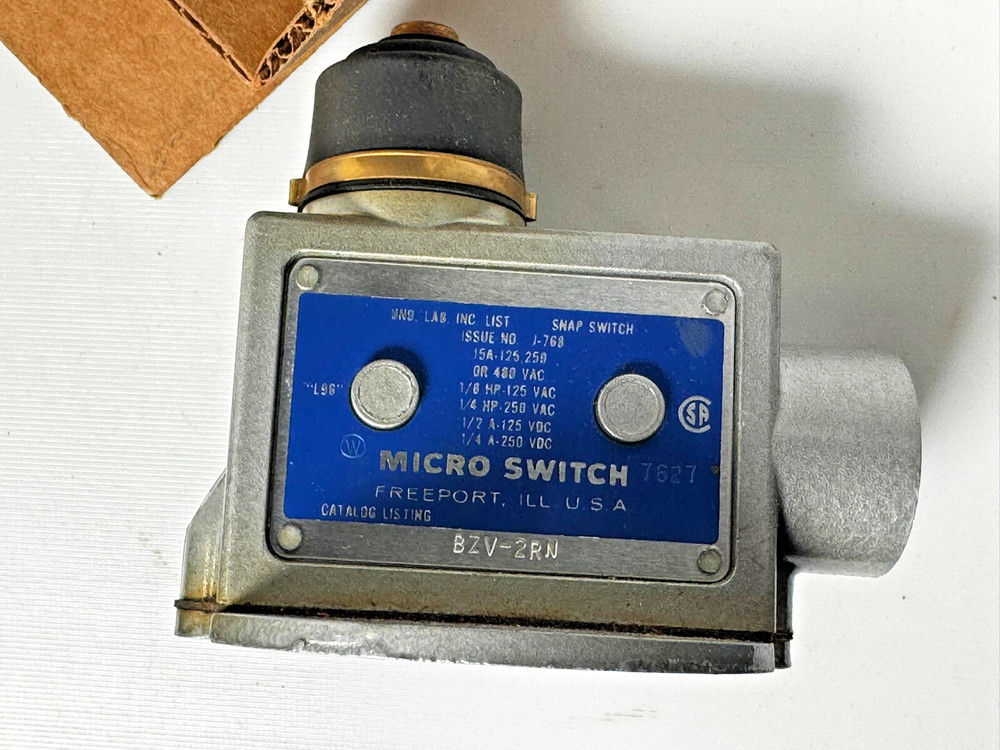 UND. LAB. INC. LIST SNAP SWITCH
ISSUE NO. J-768
15A-125,250
OR 480 VAC
"L96"
1/8 HP-125 VAC
1/4 HP-250 VAC
1/2 A-125 VDC
1/4 A-250 VDC
SA
W
MICRO SWITCH 7627
FREEPORT, ILL. U.S.A
CATALOG LISTING
BZV-2RN